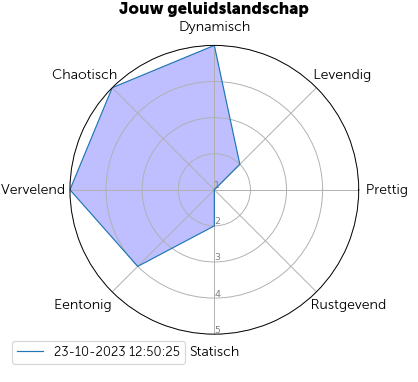 Jouw geluidslandschap
Dynamisch
Chaotisch
Levendig
Vervelend
1
Prettig
2
3
4
Eentonig
Rustgevend
5
23-10-2023 12:50:25
Statisch